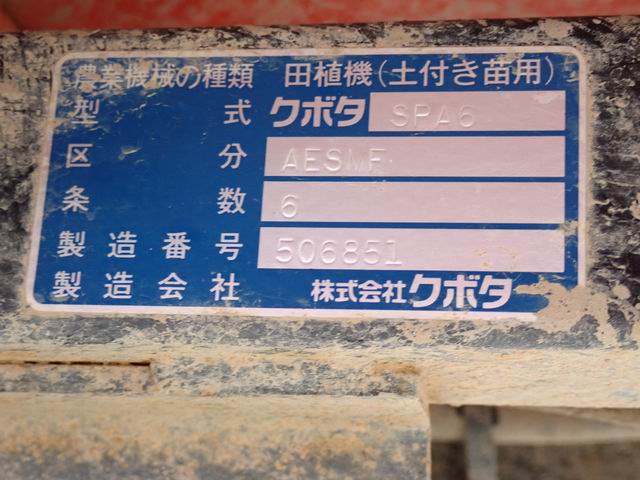 農業機械の種類 田植機(土付き苗用)
型式 クボタ SPA6
区分 AESMF
条数 6
製造番号 506851
製造会社 株式会社クボタ